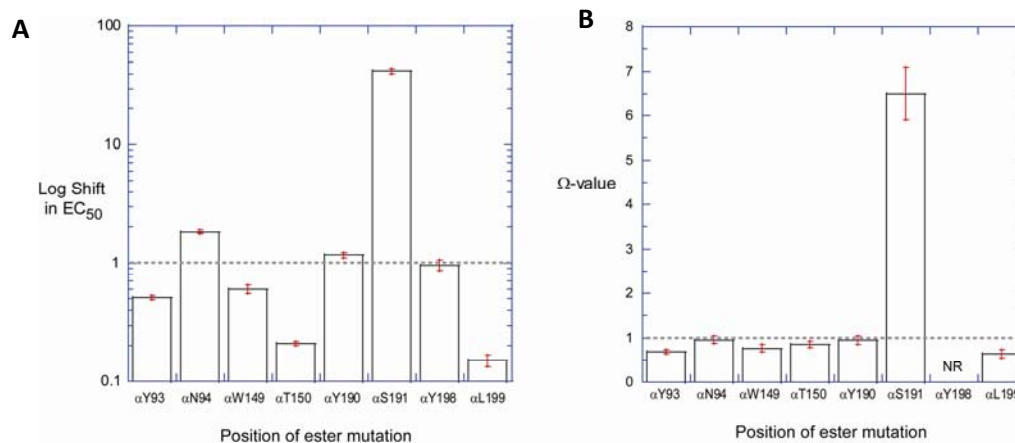 A
100
10
1
0.1
Log Shift
in EC50
αY93 αN94 αW149 αT150 αY190 αS191 αY198 αL199
Position of ester mutation
B
8
7
6
5
4
3
2
1
0
Ω-value
NR
αY93 αN94 αW149 αT150 αY190 αS191 αY198 αL199
Position of ester mutation